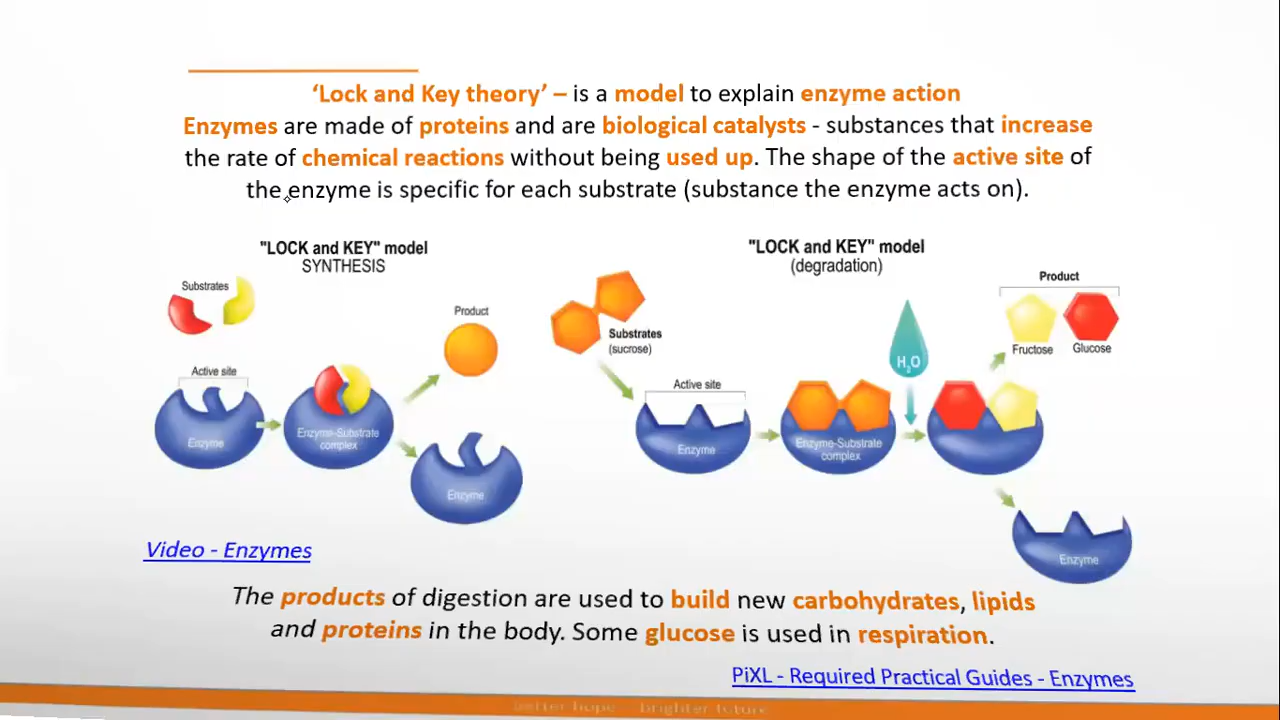 ‘Lock and Key theory’ – is a model to explain enzyme action
Enzymes are made of proteins and are biological catalysts - substances that increase
the rate of chemical reactions without being used up. The shape of the active site of
the enzyme is specific for each substrate (substance the enzyme acts on).
"LOCK and KEY" model
SYNTHESIS
Substrates
Product
Active site
Enzyme
Enzyme-Substrate
complex
Enzyme
"LOCK and KEY" model
(degradation)
Product
Substrates
(sucrose)
H2O
Fructose
Glucose
Active site
Enzyme
Enzyme-Substrate
complex
Enzyme
Video - Enzymes
The products of digestion are used to build new carbohydrates, lipids
and proteins in the body. Some glucose is used in respiration.
PiXL - Required Practical Guides - Enzymes
better hope – brighter future